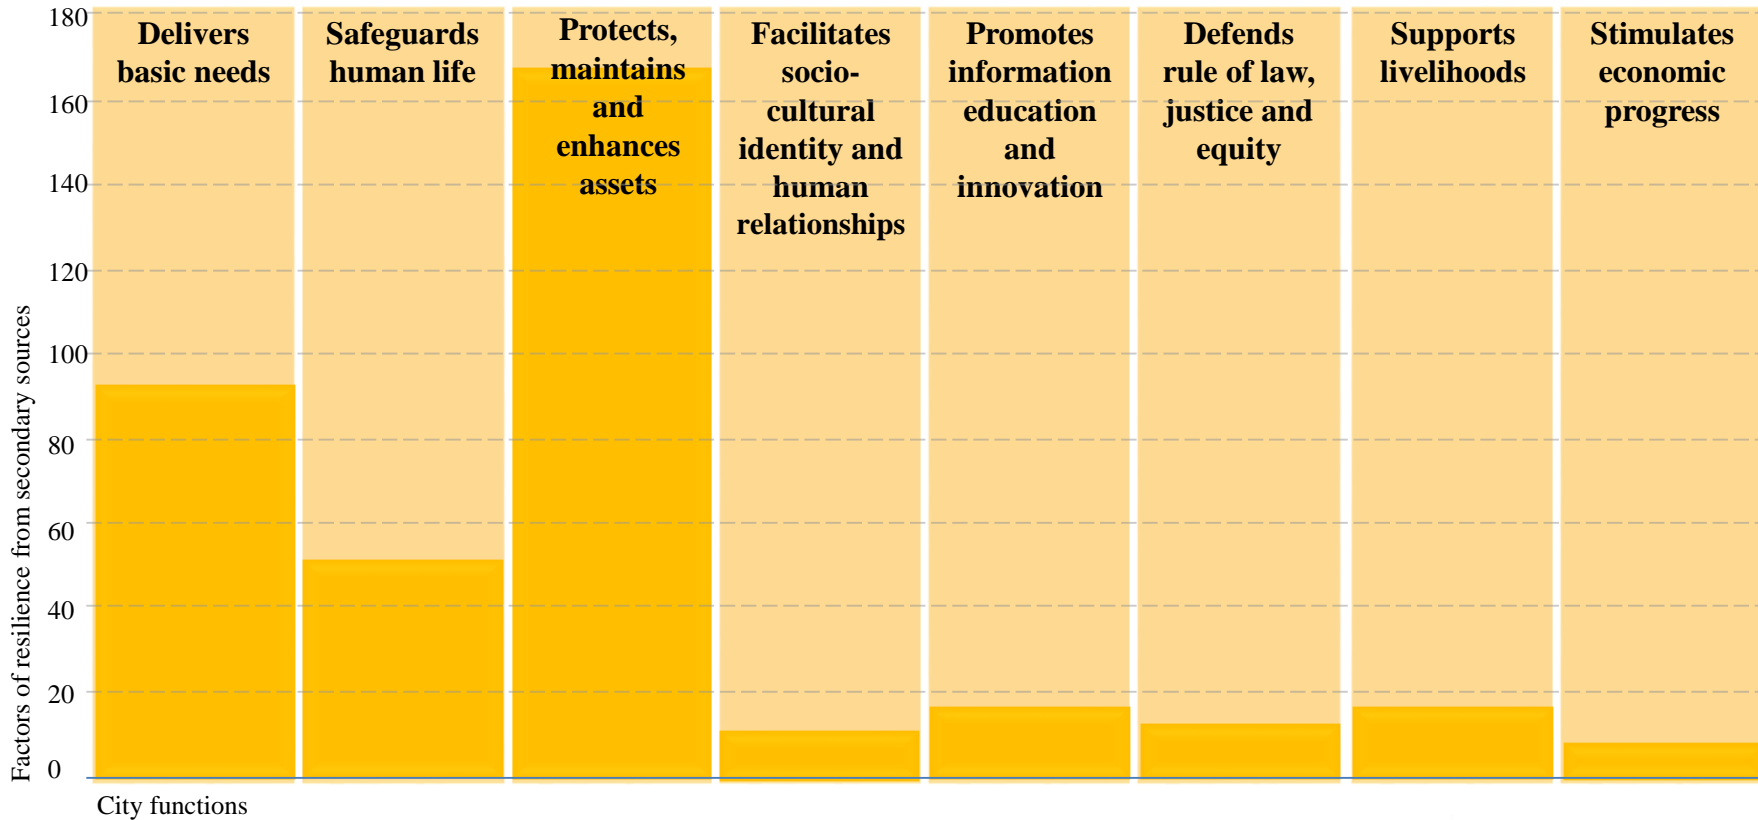 180
160
140
120
100
80
60
40
20
0
Factors of resilience from secondary sources
Delivers
basic needs
Safeguards
human life
Protects,
maintains
and
enhances
assets
Facilitates
socio-
cultural
identity and
human
relationships
Promotes
information
education
and
innovation
Defends
rule of law,
justice and
equity
Supports
livelihoods
Stimulates
economic
progress
City functions